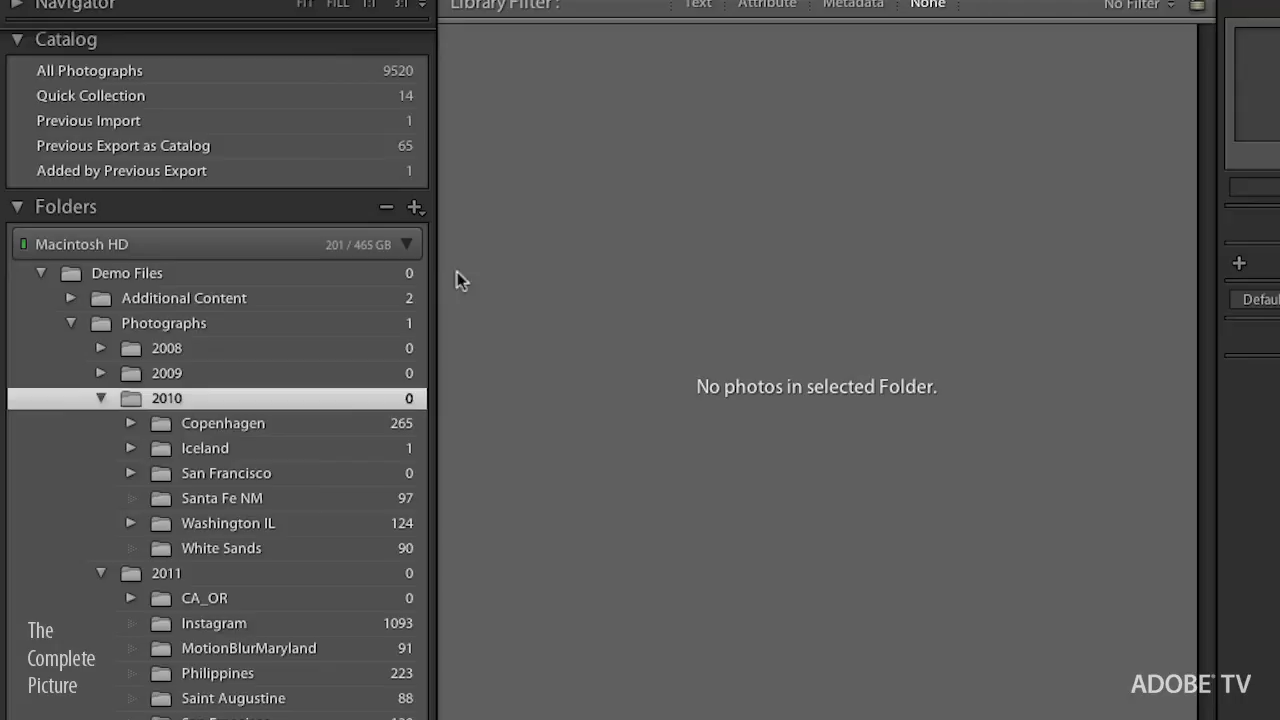 Navigator FIT FILL 1:1 3:1
Library Filter: Text Attribute Metadata None No Filter
Catalog
All Photographs 9520
Quick Collection 14
Previous Import 1
Previous Export as Catalog 65
Added by Previous Export 1
Folders
Macintosh HD 201 / 465 GB
Demo Files 0
Additional Content 2
Photographs 1
2008 0
2009 0
2010 0
Copenhagen 265
Iceland 1
San Francisco 0
Santa Fe NM 97
Washington IL 124
White Sands 90
2011 0
CA_OR 0
Instagram 1093
MotionBlurMaryland 91
Philippines 223
Saint Augustine 88
No photos in selected Folder.
Defau
The
Complete
Picture
ADOBE TV